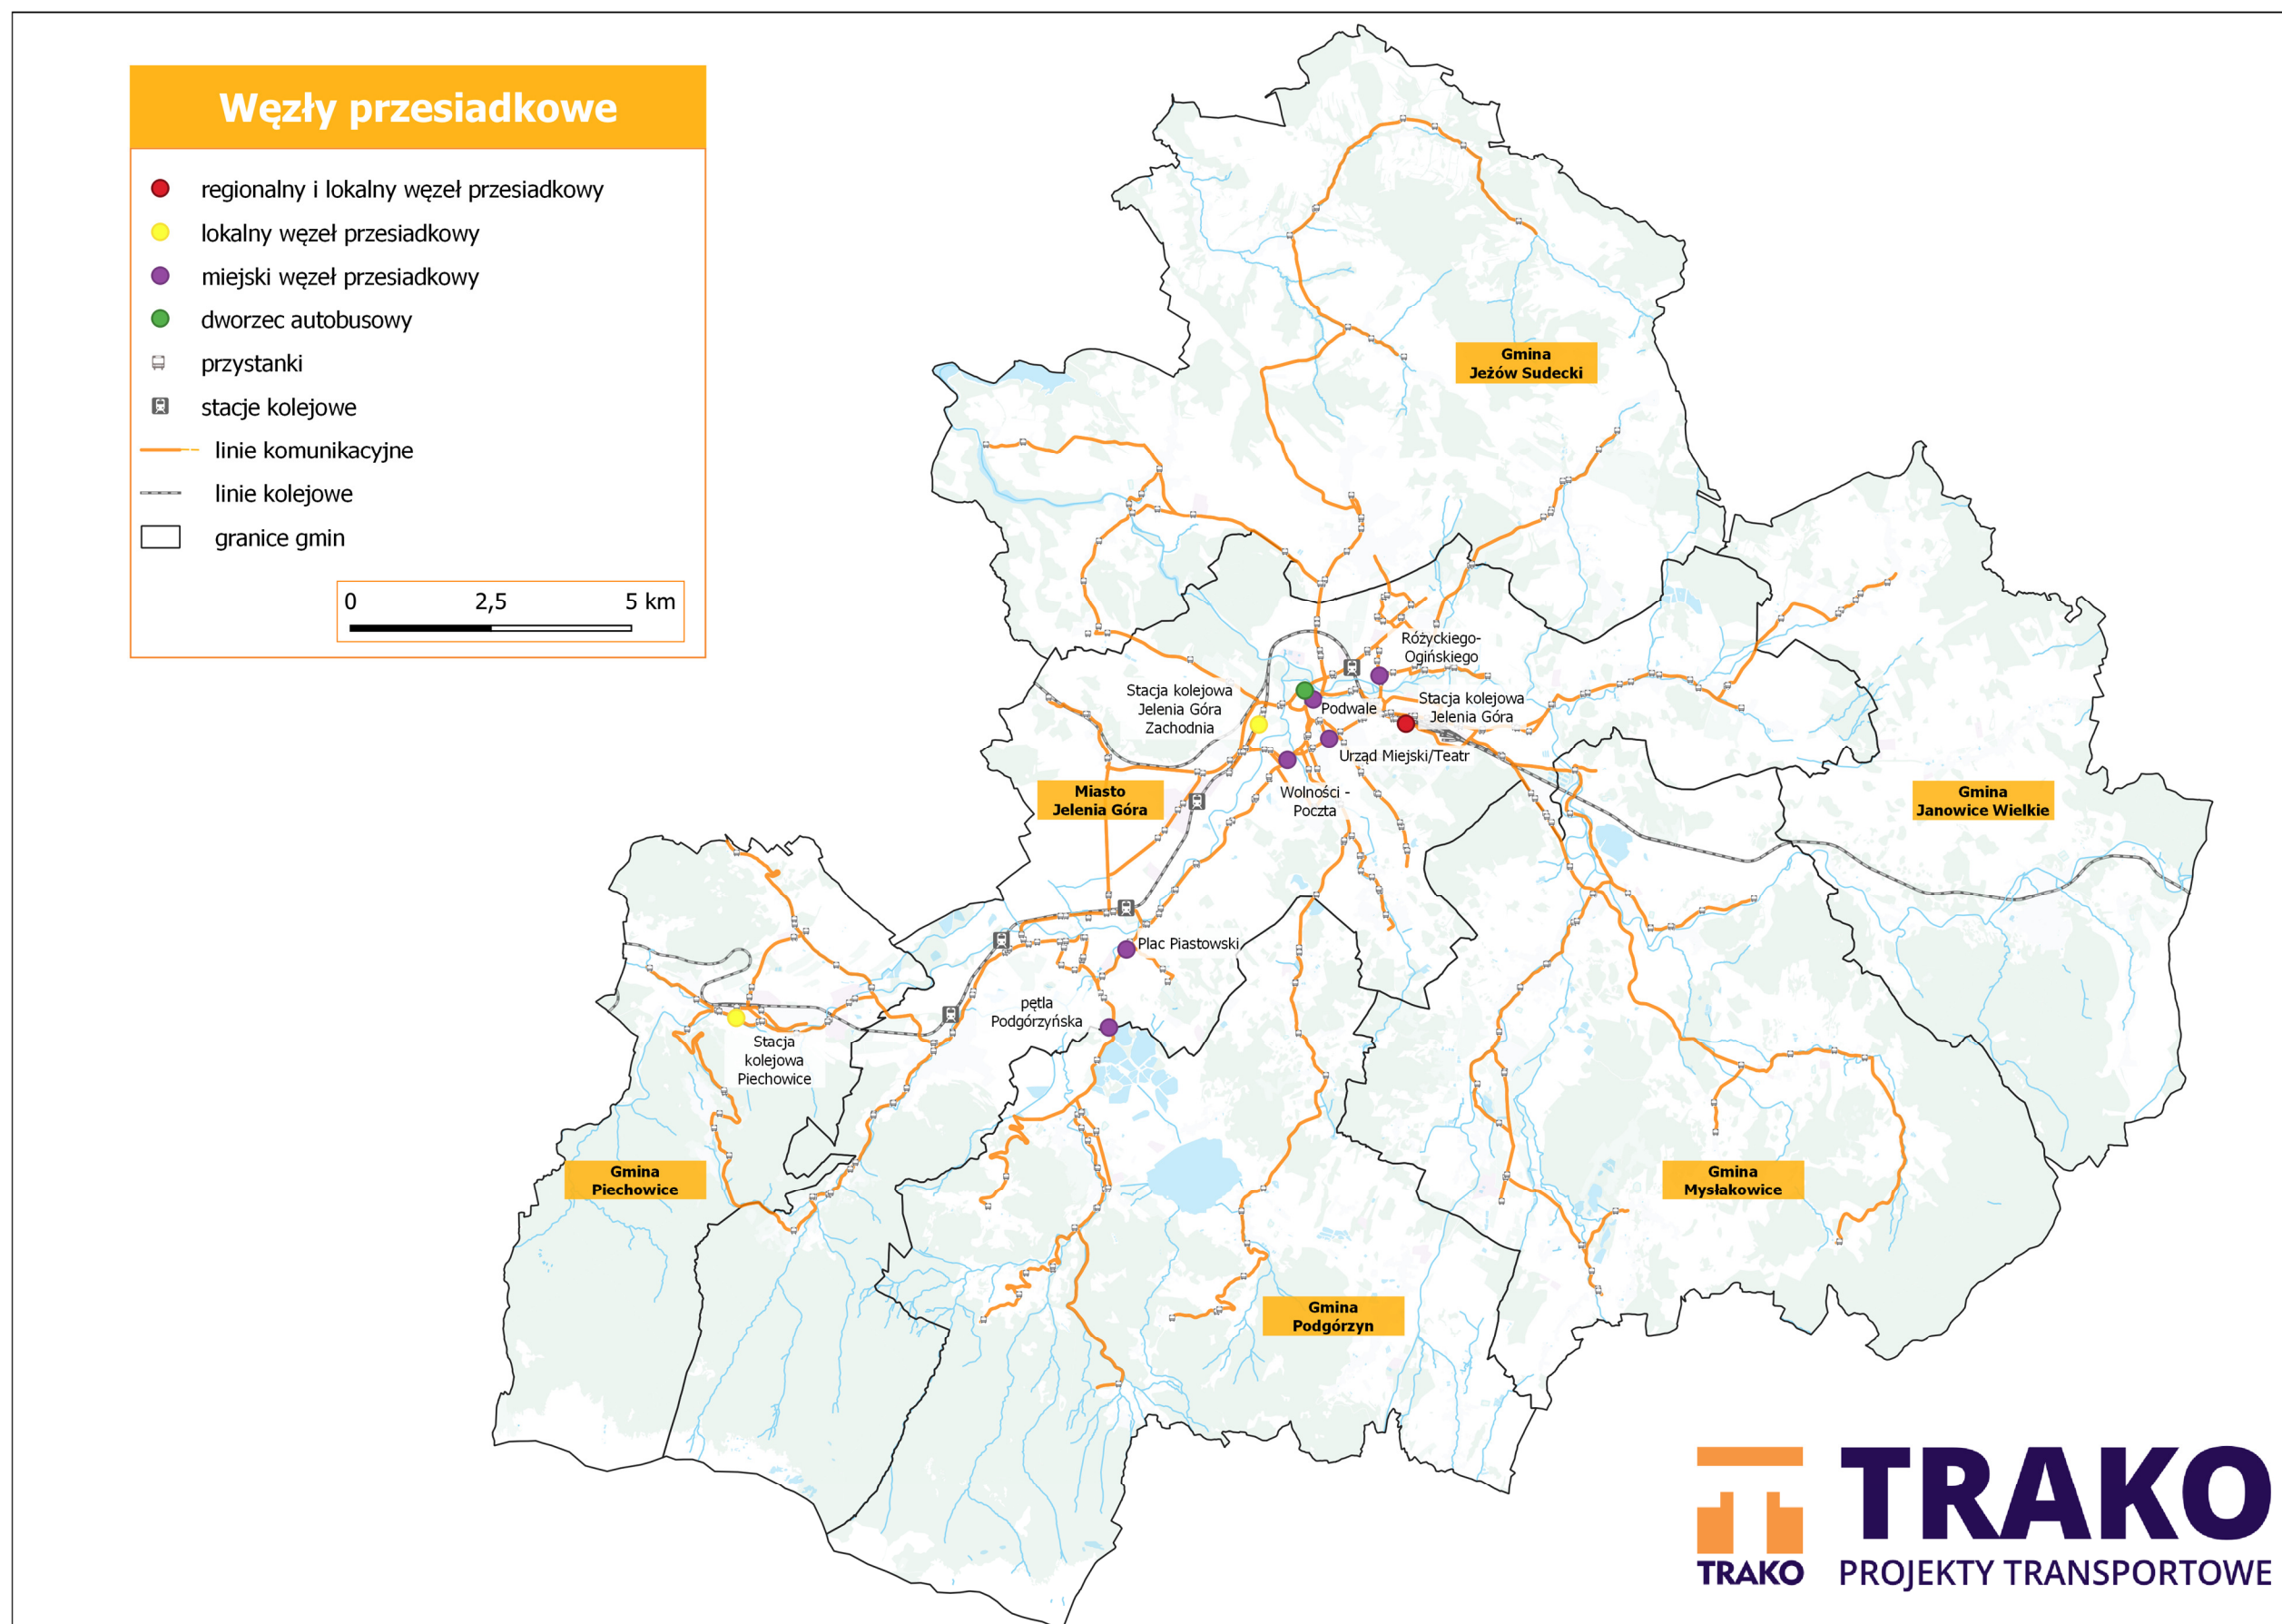 Węzły przesiadkowe
regionalny i lokalny węzeł przesiadkowy
lokalny węzeł przesiadkowy
miejski węzeł przesiadkowy
dworzec autobusowy
przystanki
stacje kolejowe
linie komunikacyjne
linie kolejowe
granice gmin
0 2,5 5 km
Gmina
Jeżów Sudecki
Różyckiego-
Ogińskiego
Stacja kolejowa
Jelenia Góra
Zachodnia
Stacja kolejowa
Jelenia Góra
Podwale
Urząd Miejski/Teatr
Wolności -
Poczta
Miasto
Jelenia Góra
Gmina
Janowice Wielkie
Plac Piastowski
pętla
Podgórzyńska
Stacja
kolejowa
Piechowice
Gmina
Piechowice
Gmina
Mysłakowice
Gmina
Podgórzyn
TRAKO
TRAKO
PROJEKTY TRANSPORTOWE